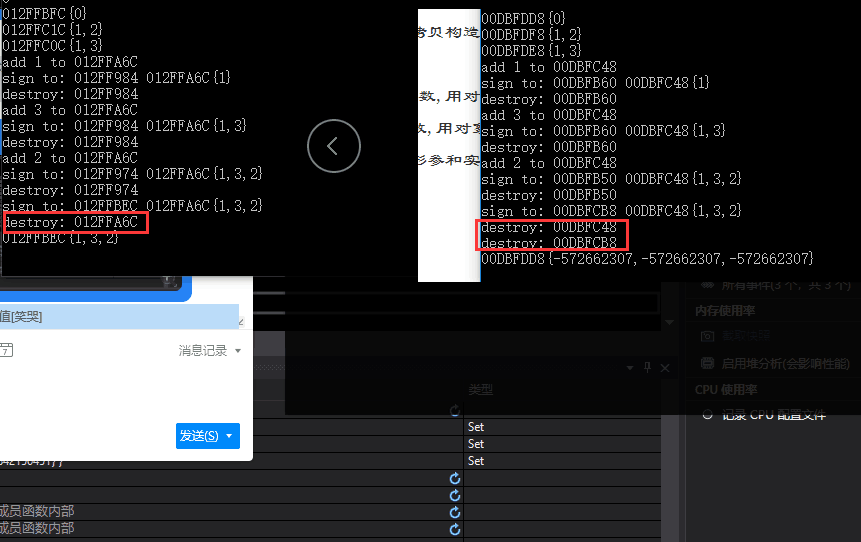 012FFBFC{0}
012FFC1C{1,2}
012FFC0C{1,3}
add 1 to 012FFA6C
sign to: 012FF984 012FFA6C{1}
destroy: 012FF984
add 3 to 012FFA6C
sign to: 012FF984 012FFA6C{1,3}
destroy: 012FF984
add 2 to 012FFA6C
sign to: 012FF974 012FFA6C{1,3,2}
destroy: 012FF974
sign to: 012FFBEC 012FFA6C{1,3,2}
destroy: 012FFA6C
012FFBEC{1,3,2}
拷贝构造
数,用对
数,用对
形参和实
00DBFDD8{0}
00DBFDF8{1,2}
00DBFDE8{1,3}
add 1 to 00DBFC48
sign to: 00DBFB60 00DBFC48{1}
destroy: 00DBFB60
add 3 to 00DBFC48
sign to: 00DBFB60 00DBFC48{1,3}
destroy: 00DBFB60
add 2 to 00DBFC48
sign to: 00DBFB50 00DBFC48{1,3,2}
destroy: 00DBFB50
sign to: 00DBFCB8 00DBFC48{1,3,2}
destroy: 00DBFC48
destroy: 00DBFCB8
00DBFDD8{-572662307,-572662307,-572662307}
值[笑哭]
7
消息记录
发送(S)
所有事件(3 个，共 3 个)
内存使用率
启用堆分析(会影响性能)
CPU 使用率
记录 CPU 配置文件
类型
Set
Set
Set
成员函数内部
成员函数内部